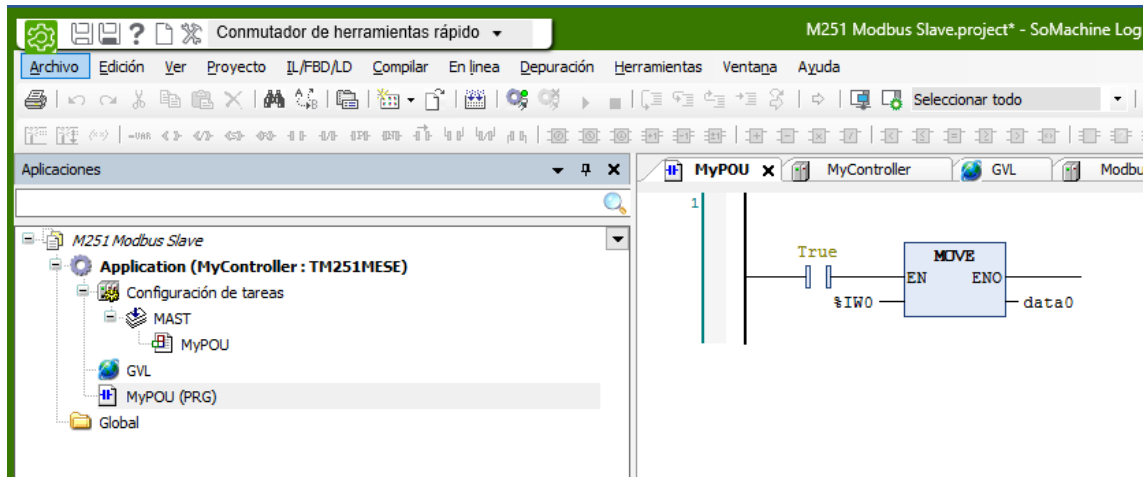 Conmutador de herramientas rápido
M251 Modbus Slave.project* - SoMachine Log
Archivo Edición Ver Proyecto IL/FBD/LD Compilar En línea Depuración Herramientas Ventana Ayuda
Seleccionar todo
Aplicaciones
MyPOU MyController GVL Modbu
M251 Modbus Slave
Application (MyController : TM251MESE)
Configuración de tareas
MAST
MyPOU
GVL
MyPOU (PRG)
Global
1
True
MOVE
EN ENO
%IW0 data0